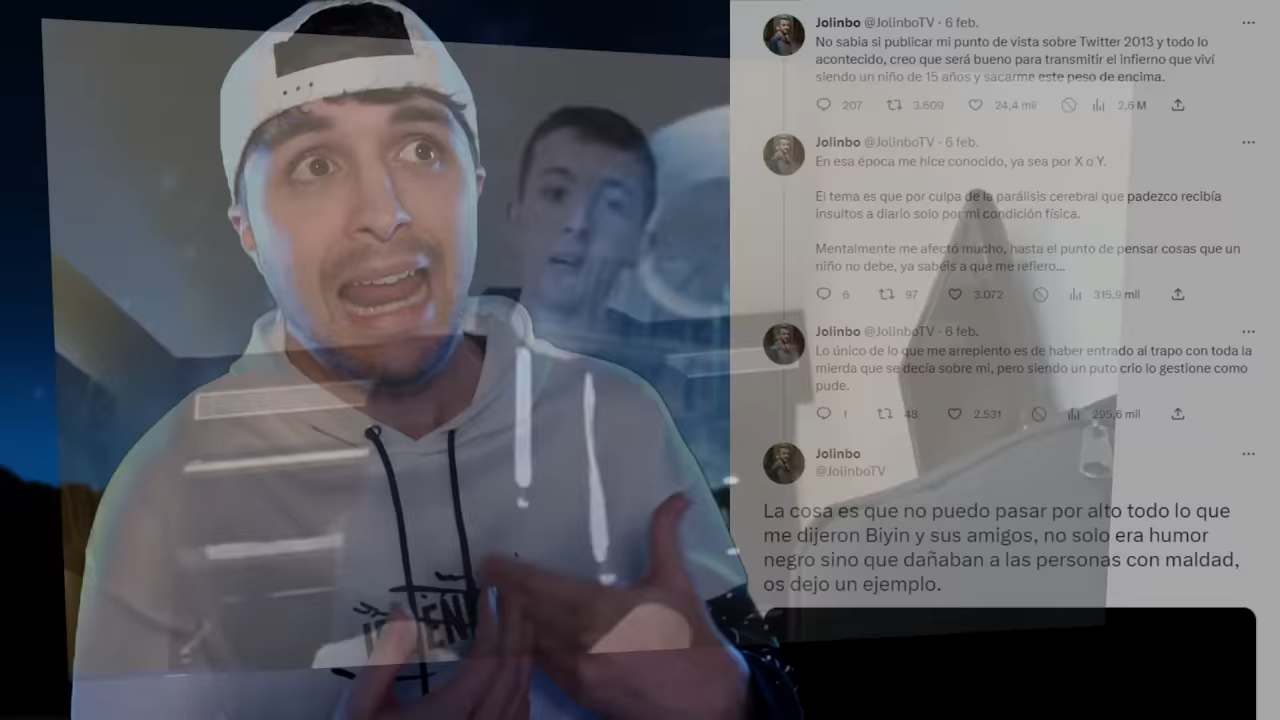 Jolinbo @JolinboTV · 6 feb.
No sabia si publicar mi punto de vista sobre Twitter 2013 y todo lo
acontecido, creo que será bueno para transmitir el infierno que viví
siendo un niño de 15 años y sacarme este peso de encima.
207 3.609 24,4 mil 2,6 M
Jolinbo @JolinboTV · 6 feb.
En esa época me hice conocido, ya sea por X o Y.
El tema es que por culpa de la parálisis cerebral que padezco recibía
insultos a diario solo por mi condición física.
Mentalmente me afectó mucho, hasta el punto de pensar cosas que un
niño no debe, ya sabéis a que me refiero...
6 97 3.072 315,9 mil
Jolinbo @JolinboTV · 6 feb.
Lo único de lo que me arrepiento es de haber entrado al trapo con toda la
mierda que se decía sobre mi, pero siendo un puto crio lo gestione como
pude.
1 48 2.531 295,6 mil
Jolinbo
@JolinboTV
La cosa es que no puedo pasar por alto todo lo que
me dijeron Biyin y sus amigos, no solo era humor
negro sino que dañaban a las personas con maldad,
os dejo un ejemplo.